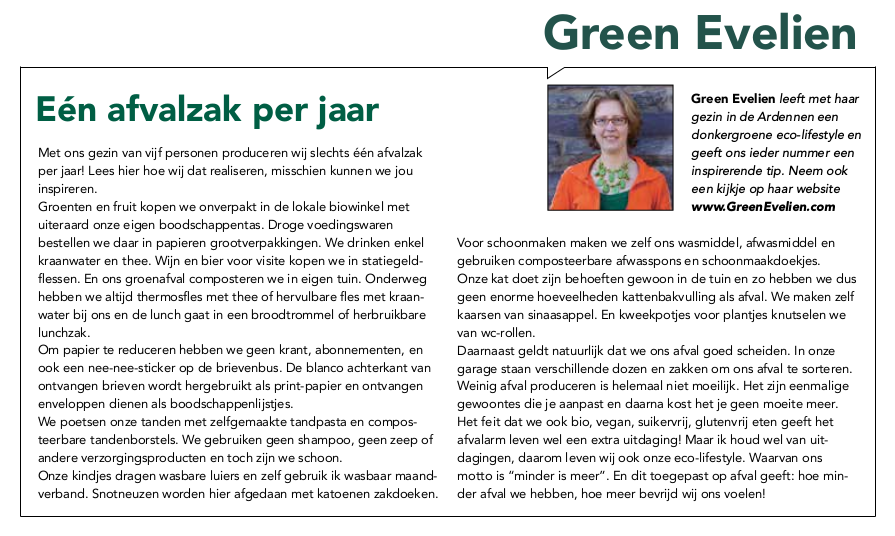 Green Evelien
Eén afvalzak per jaar
Met ons gezin van vijf personen produceren wij slechts één afvalzak
per jaar! Lees hier hoe wij dat realiseren, misschien kunnen we jou
inspireren.
Groenten en fruit kopen we onverpakt in de lokale biowinkel met
uiteraard onze eigen boodschappentas. Droge voedingswaren
bestellen we daar in papieren grootverpakkingen. We drinken enkel
kraanwater en thee. Wijn en bier voor visite kopen we in statiegeld-
flessen. En ons groenafval composteren we in eigen tuin. Onderweg
hebben we altijd thermosfles met thee of hervulbare fles met kraan-
water bij ons en de lunch gaat in een broodtrommel of herbruikbare
lunchzak.
Om papier te reduceren hebben we geen krant, abonnementen, en
ook een nee-nee-sticker op de brievenbus. De blanco achterkant van
ontvangen brieven wordt hergebruikt als print-papier en ontvangen
enveloppen dienen als boodschappenlijstjes.
We poetsen onze tanden met zelfgemaakte tandpasta en compos-
teerbare tandenborstels. We gebruiken geen shampoo, geen zeep of
andere verzorgingsproducten en toch zijn we schoon.
Onze kindjes dragen wasbare luiers en zelf gebruik ik wasbaar maand-
verband. Snotneuzen worden hier afgedaan met katoenen zakdoeken.
Green Evelien leeft met haar
gezin in de Ardennen een
donkergroene eco-lifestyle en
geeft ons ieder nummer een
inspirerende tip. Neem ook
een kijkje op haar website
www.GreenEvelien.com
Voor schoonmaken maken we zelf ons wasmiddel, afwasmiddel en
gebruiken composteerbare afwasspons en schoonmaakdoekjes.
Onze kat doet zijn behoeften gewoon in de tuin en zo hebben we dus
geen enorme hoeveelheden kattenbakvulling als afval. We maken zelf
kaarsen van sinaasappel. En kweekpotjes voor plantjes knutselen we
van wc-rollen.
Daarnaast geldt natuurlijk dat we ons afval goed scheiden. In onze
garage staan verschillende dozen en zakken om ons afval te sorteren.
Weinig afval produceren is helemaal niet moeilijk. Het zijn eenmalige
gewoontes die je aanpast en daarna kost het je geen moeite meer.
Het feit dat we ook bio, vegan, suikervrij, glutenvrij eten geeft het
afvalarm leven wel een extra uitdaging! Maar ik houd wel van uit-
dagingen, daarom leven wij ook onze eco-lifestyle. Waarvan ons
motto is “minder is meer”. En dit toegepast op afval geeft: hoe min-
der afval we hebben, hoe meer bevrijd wij ons voelen!